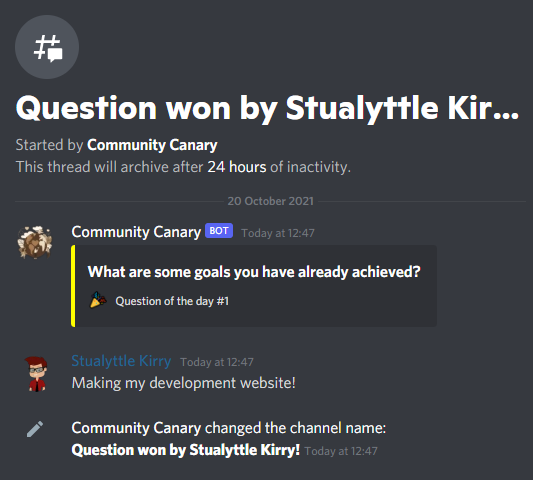 Question won by Stualyttle Kir...
Started by Community Canary
This thread will archive after 24 hours of inactivity.
20 October 2021
Community Canary BOT Today at 12:47
What are some goals you have already achieved?
Question of the day #1
Stualyttle Kirry Today at 12:47
Making my development website!
Community Canary changed the channel name:
Question won by Stualyttle Kirry! Today at 12:47